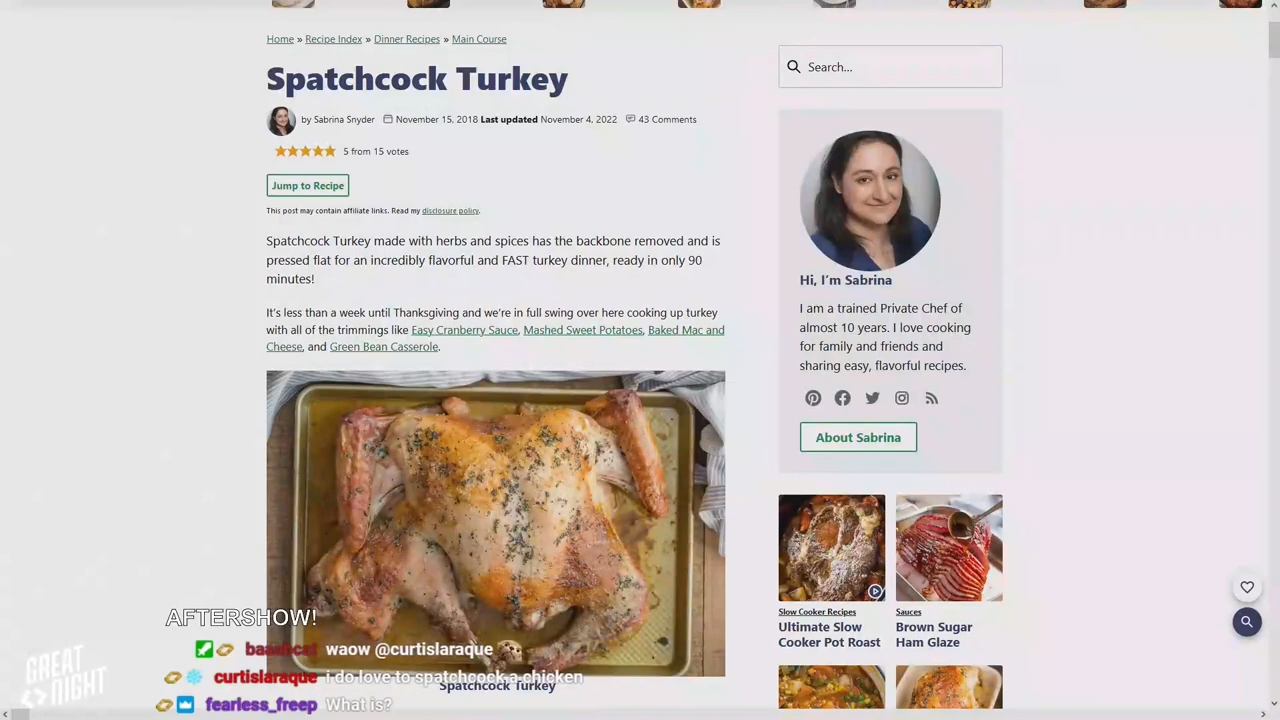 Home » Recipe Index » Dinner Recipes » Main Course
Spatchcock Turkey
by Sabrina Snyder November 15, 2018 Last updated November 4, 2022 43 Comments
5 from 15 votes
Jump to Recipe
This post may contain affiliate links. Read my disclosure policy.
Spatchcock Turkey made with herbs and spices has the backbone removed and is
pressed flat for an incredibly flavorful and FAST turkey dinner, ready in only 90
minutes!
It's less than a week until Thanksgiving and we're in full swing over here cooking up turkey
with all of the trimmings like Easy Cranberry Sauce, Mashed Sweet Potatoes, Baked Mac and
Cheese, and Green Bean Casserole.
Spatchcock Turkey
Search...
Hi, I'm Sabrina
I am a trained Private Chef of
almost 10 years. I love cooking
for family and friends and
sharing easy, flavorful recipes.
About Sabrina
Slow Cooker Recipes
Ultimate Slow
Cooker Pot Roast
Sauces
Brown Sugar
Ham Glaze
AFTERSHOW!
waow @curtislaraque
curtislaraque i do love to spatchcock a chicken
fearless_freep What is?
GREAT
NIGHT